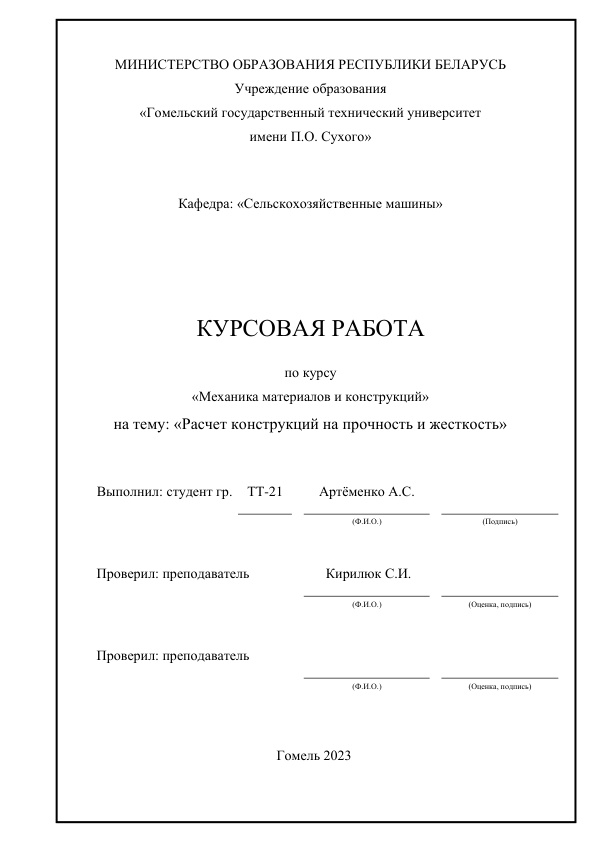 МИНИСТЕРСТВО ОБРАЗОВАНИЯ РЕСПУБЛИКИ БЕЛАРУСЬ
Учреждение образования
«Гомельский государственный технический университет
имени П.О. Сухого»
Кафедра: «Сельскохозяйственные машины»
КУРСОВАЯ РАБОТА
по курсу
«Механика материалов и конструкций»
на тему: «Расчет конструкций на прочность и жесткость»
Выполнил: студент гр. ТТ-21 Артёменко А.С.
(Ф.И.О.) (Подпись)
Проверил: преподаватель Кирилюк С.И.
(Ф.И.О.) (Оценка, подпись)
Проверил: преподаватель
(Ф.И.О.) (Оценка, подпись)
Гомель 2023